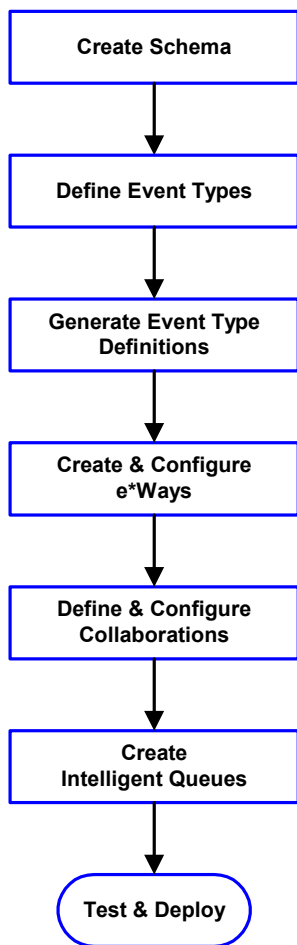 Create Schema
Define Event Types
Generate Event Type
Definitions
Create & Configure
e*Ways
Define & Configure
Collaborations
Create
Intelligent Queues
Test & Deploy